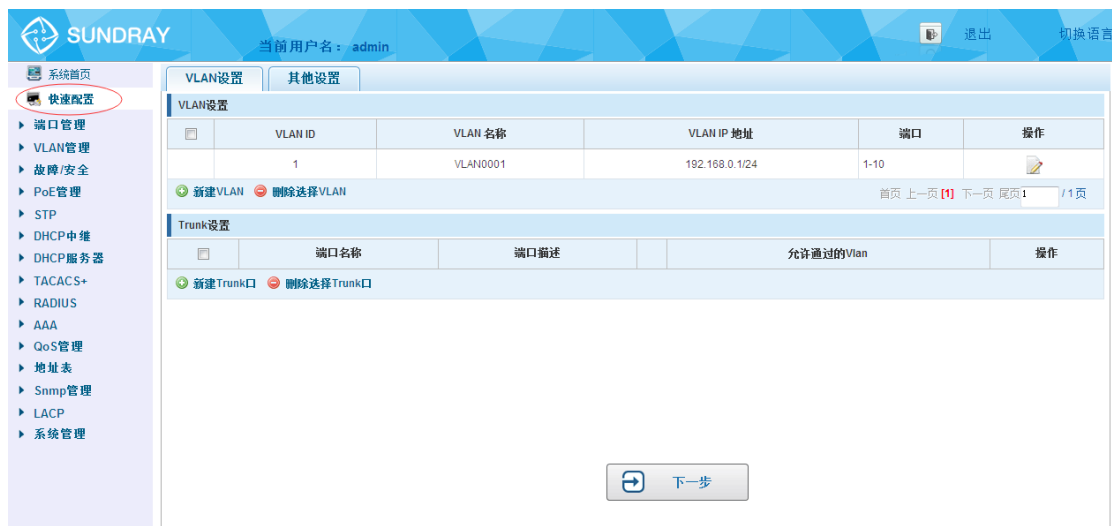 SUNDRAY
当前用户名： admin
退出
切换语言
系统首页
快速配置
端口管理
VLAN管理
故障/安全
PoE管理
STP
DHCP中继
DHCP服务器
TACACS+
RADIUS
AAA
QoS管理
地址表
Snmp管理
LACP
系统管理
VLAN设置 其他设置
VLAN设置
VLAN ID VLAN 名称 VLAN IP 地址 端口 操作
1 VLAN0001 192.168.0.1/24 1-10
新建VLAN 删除选择VLAN 首页 上一页 [1] 下一页 尾页 1 / 1 页
Trunk设置
端口名称 端口描述 允许通过的Vlan 操作
新建Trunk口 删除选择Trunk口
下一步